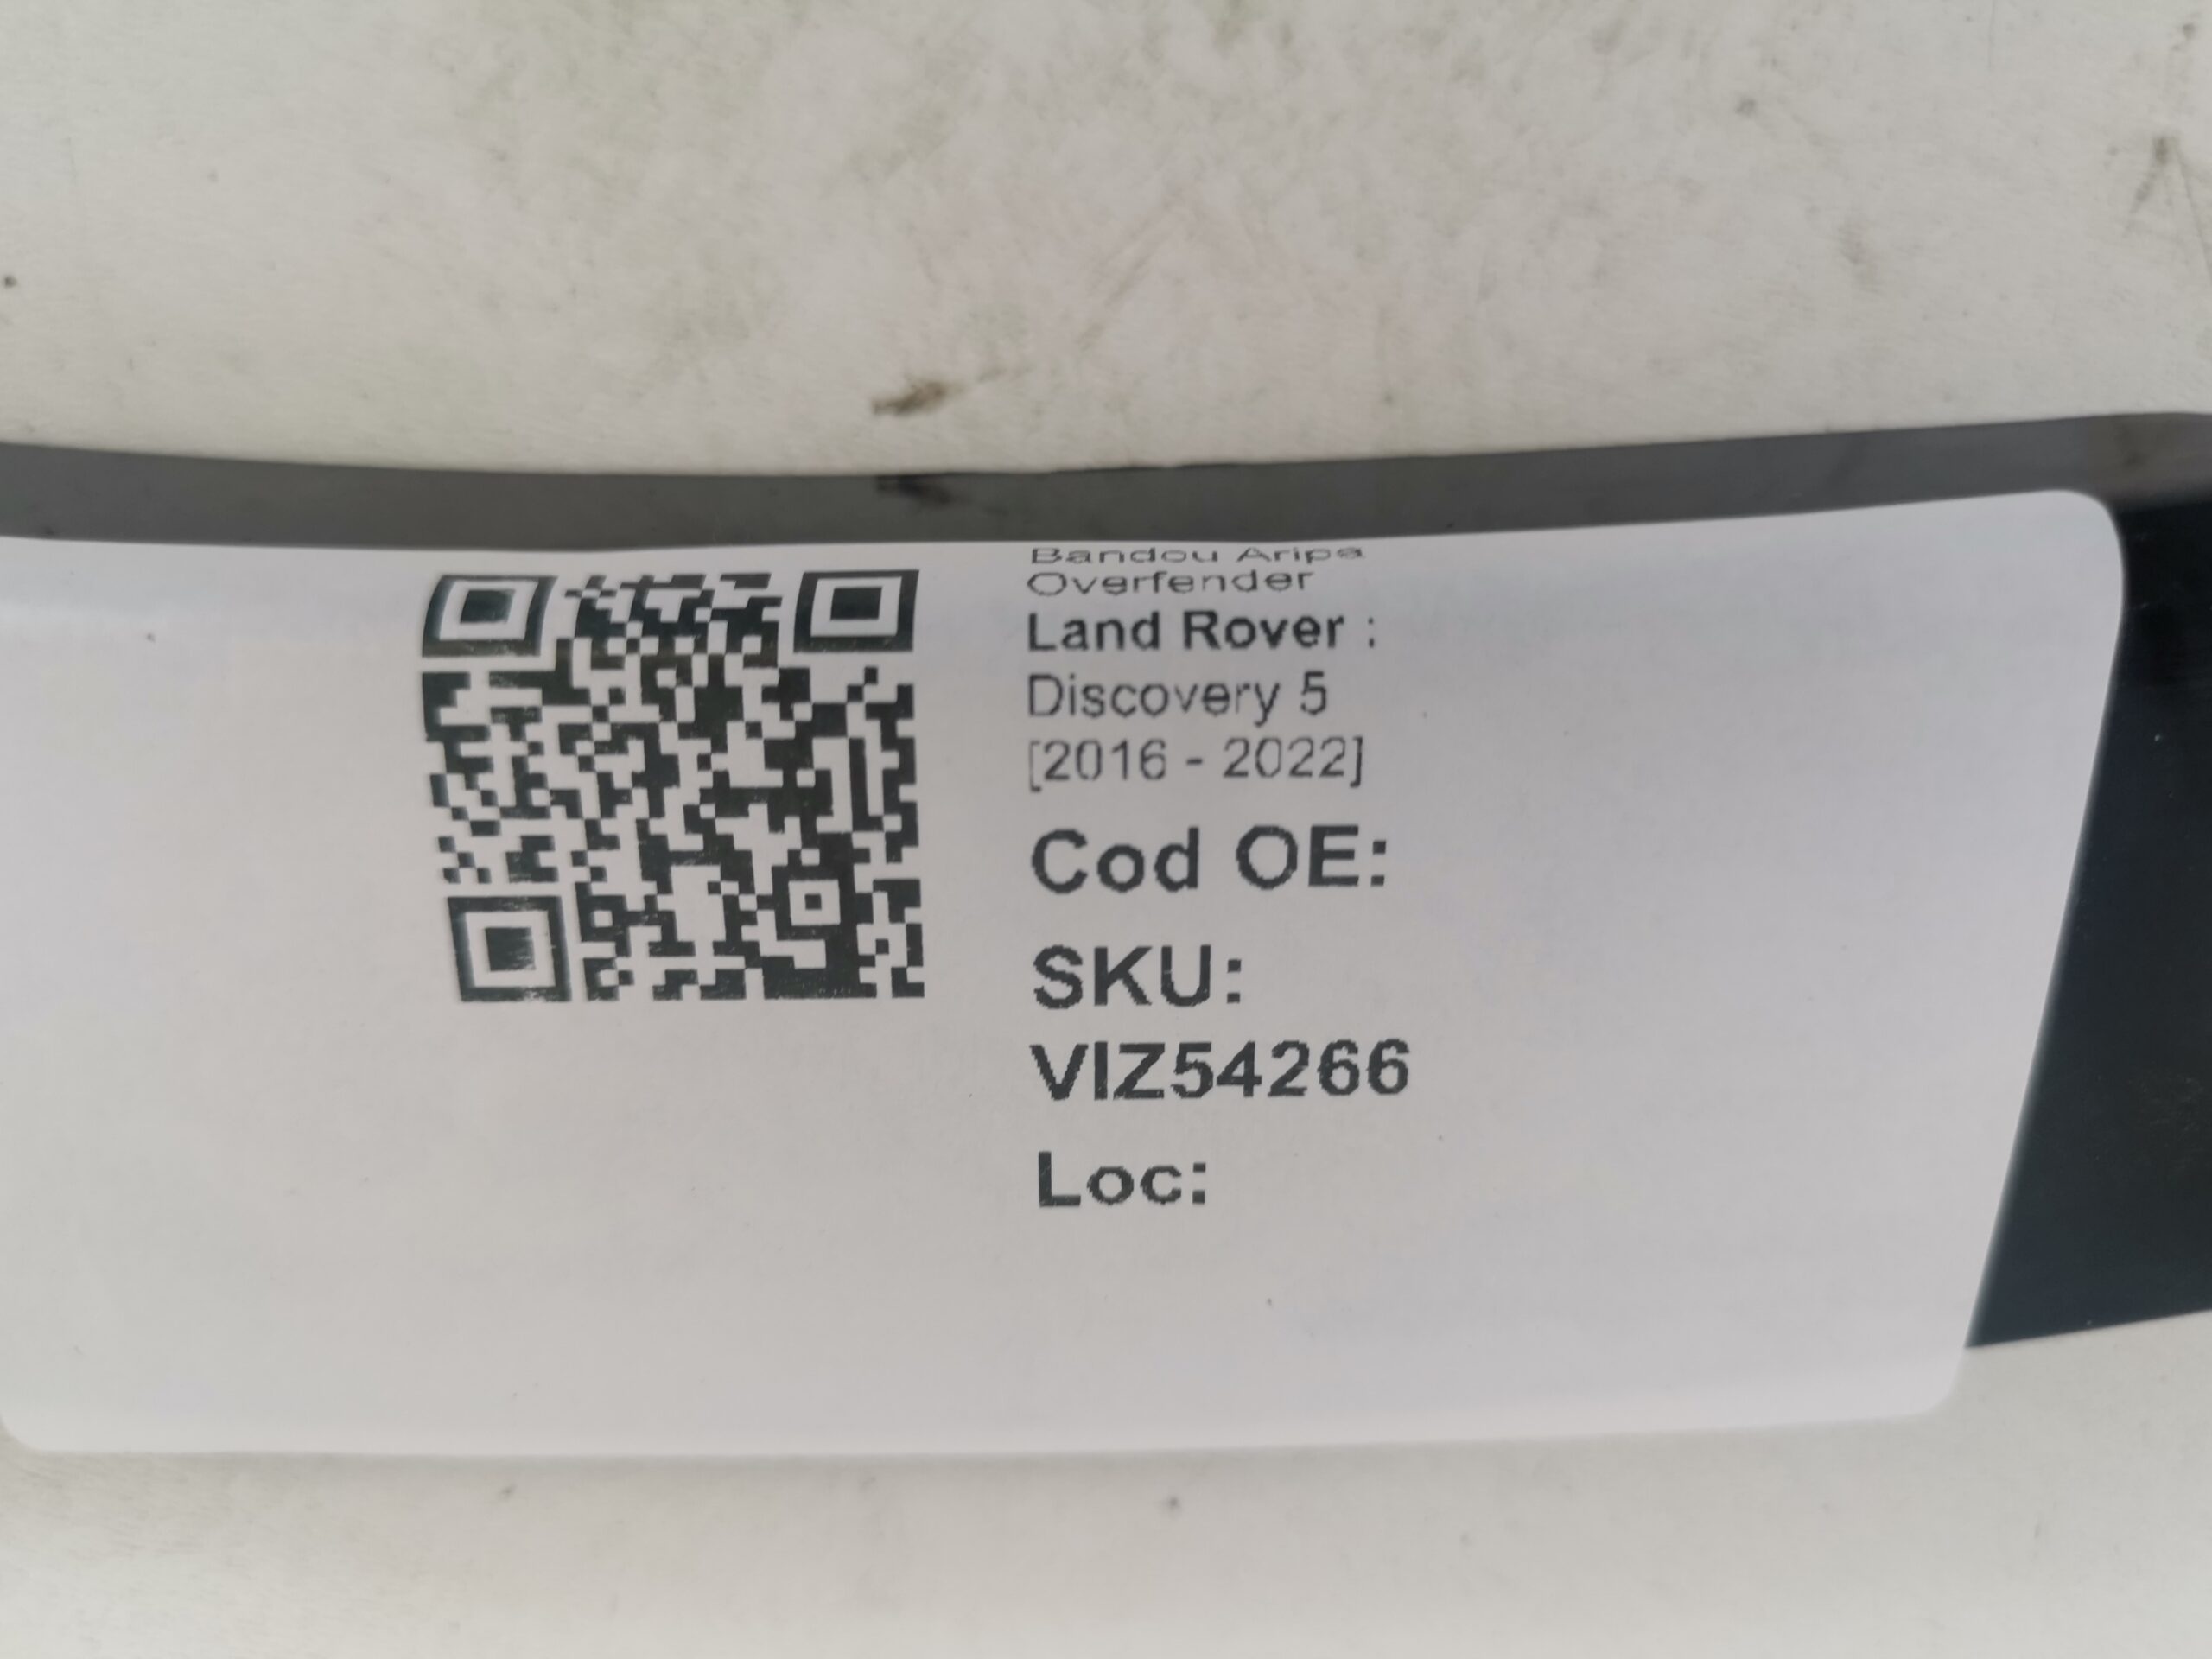 Bandou Aripa
Overfender
Land Rover :
Discovery 5
[2016 - 2022]
Cod OE:
SKU:
VIZ54266
Loc: